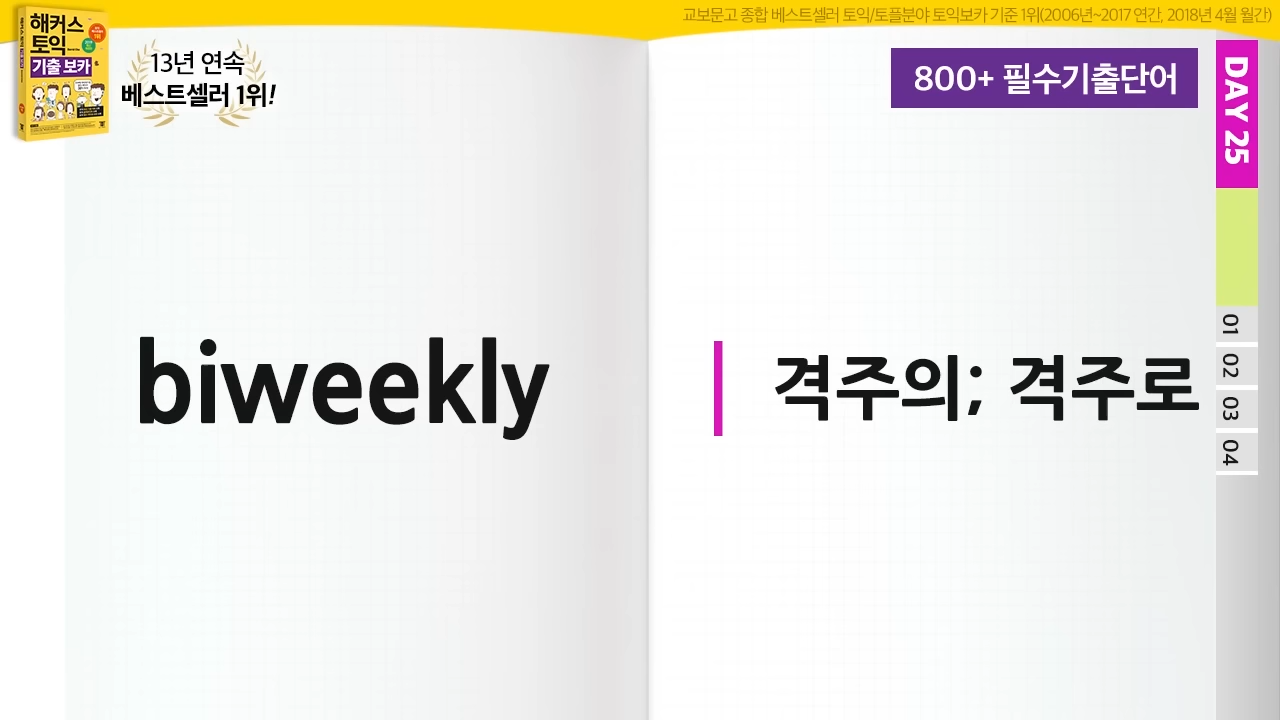 교보문고 종합 베스트셀러 토익/토플분야 토익보카 기준 1위(2006년~2017 연간, 2018년 4월 월간)
해커스
토익
기출 보카
13년 연속
베스트셀러 1위!
800+ 필수기출단어
DAY 25
biweekly
격주의; 격주로
01
02
03
04